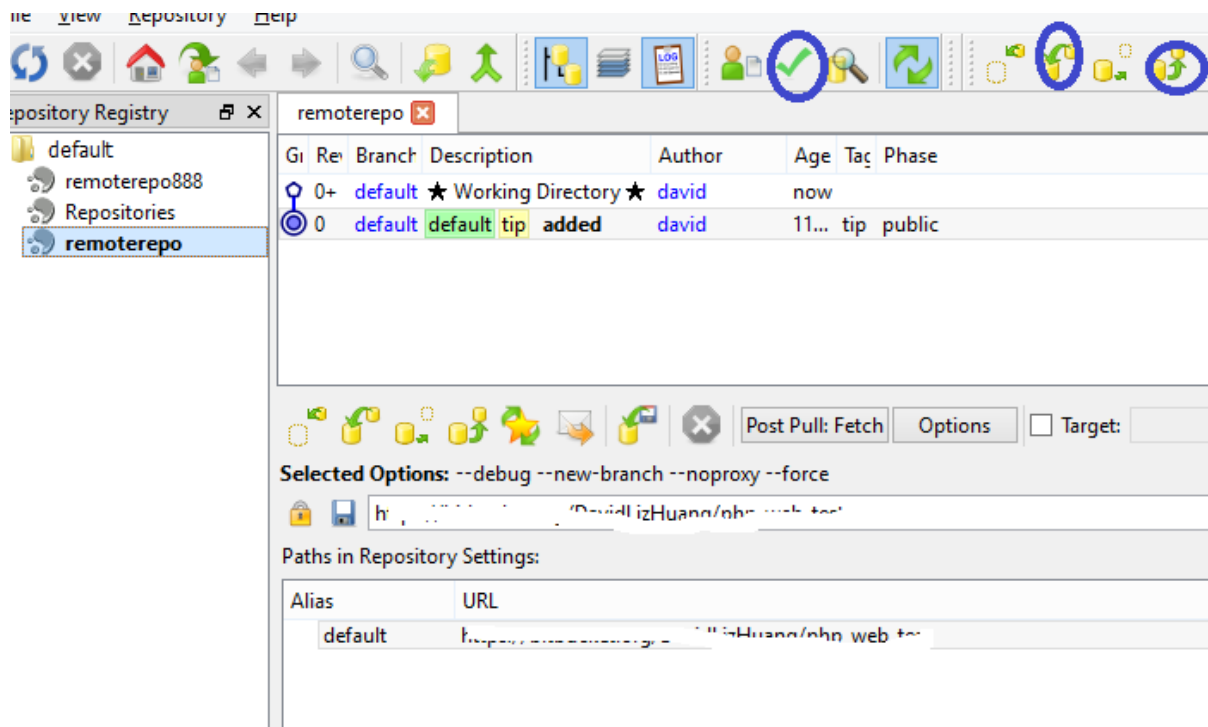 View Repository Help
LOG
Repository Registry
remoterepo
default
remoterepo888
Repositories
remoterepo
Branch Description Author Age Phase
0+ default ★ Working Directory ★ david now
0 default default tip added david 11... tip public
Post Pull: Fetch Options Target:
Selected Options: --debug --new-branch --noproxy --force
Paths in Repository Settings:
Alias URL
default